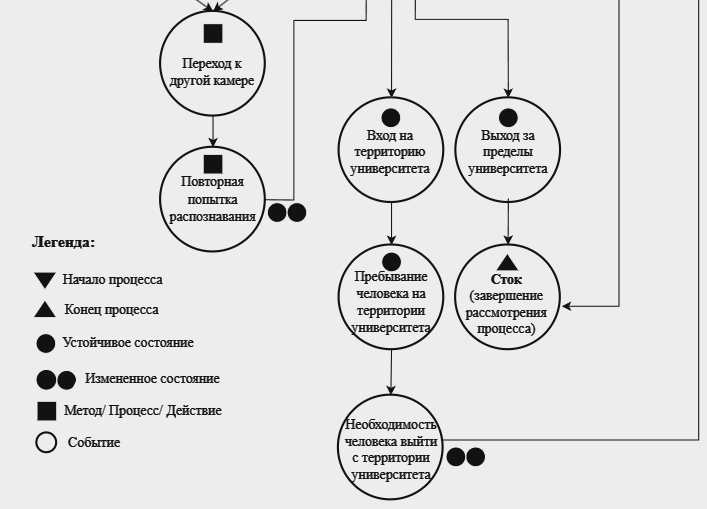 Переход к
другой камере
Повторная
попытка
распознавания
Вход на
территорию
университета
Выход за
пределы
университета
Пребывание
человека на
территории
университета
Сток
(завершение
рассмотрения
процесса)
Необходимость
человека выйти
с территории
университета
Легенда:
Начало процесса
Конец процесса
Устойчивое состояние
Измененное состояние
Метод/ Процесс/ Действие
Событие